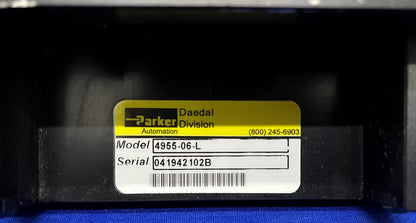 Parker Daedal Division
Automation (800) 245-6903
Model 4955-06-L
Serial 041942102B